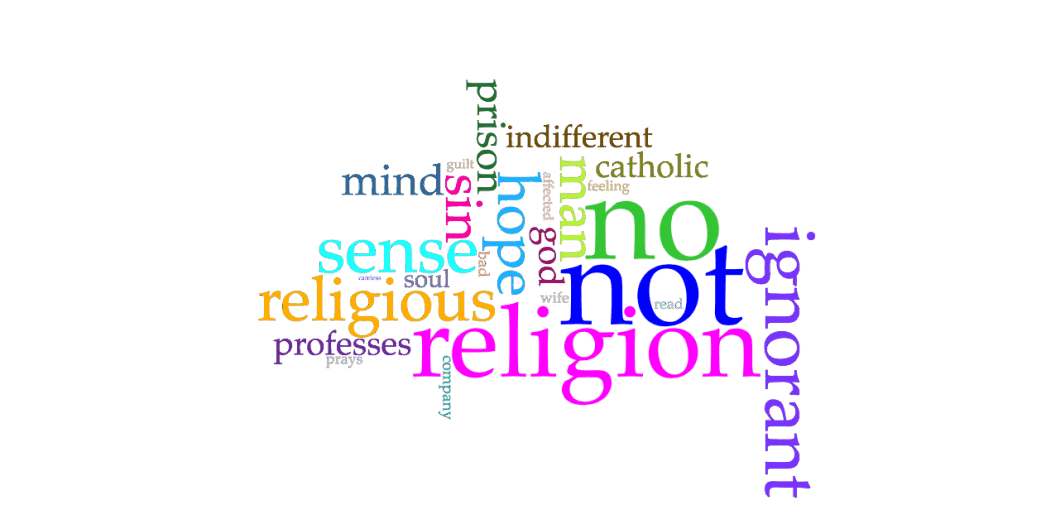 prison
indifferent
guilt
catholic
mind
man
affected
feeling
sin
hope
no
god
ignorant
sense
bad
not
careless
soul
religious
wife
read
religion
professes
prays
company